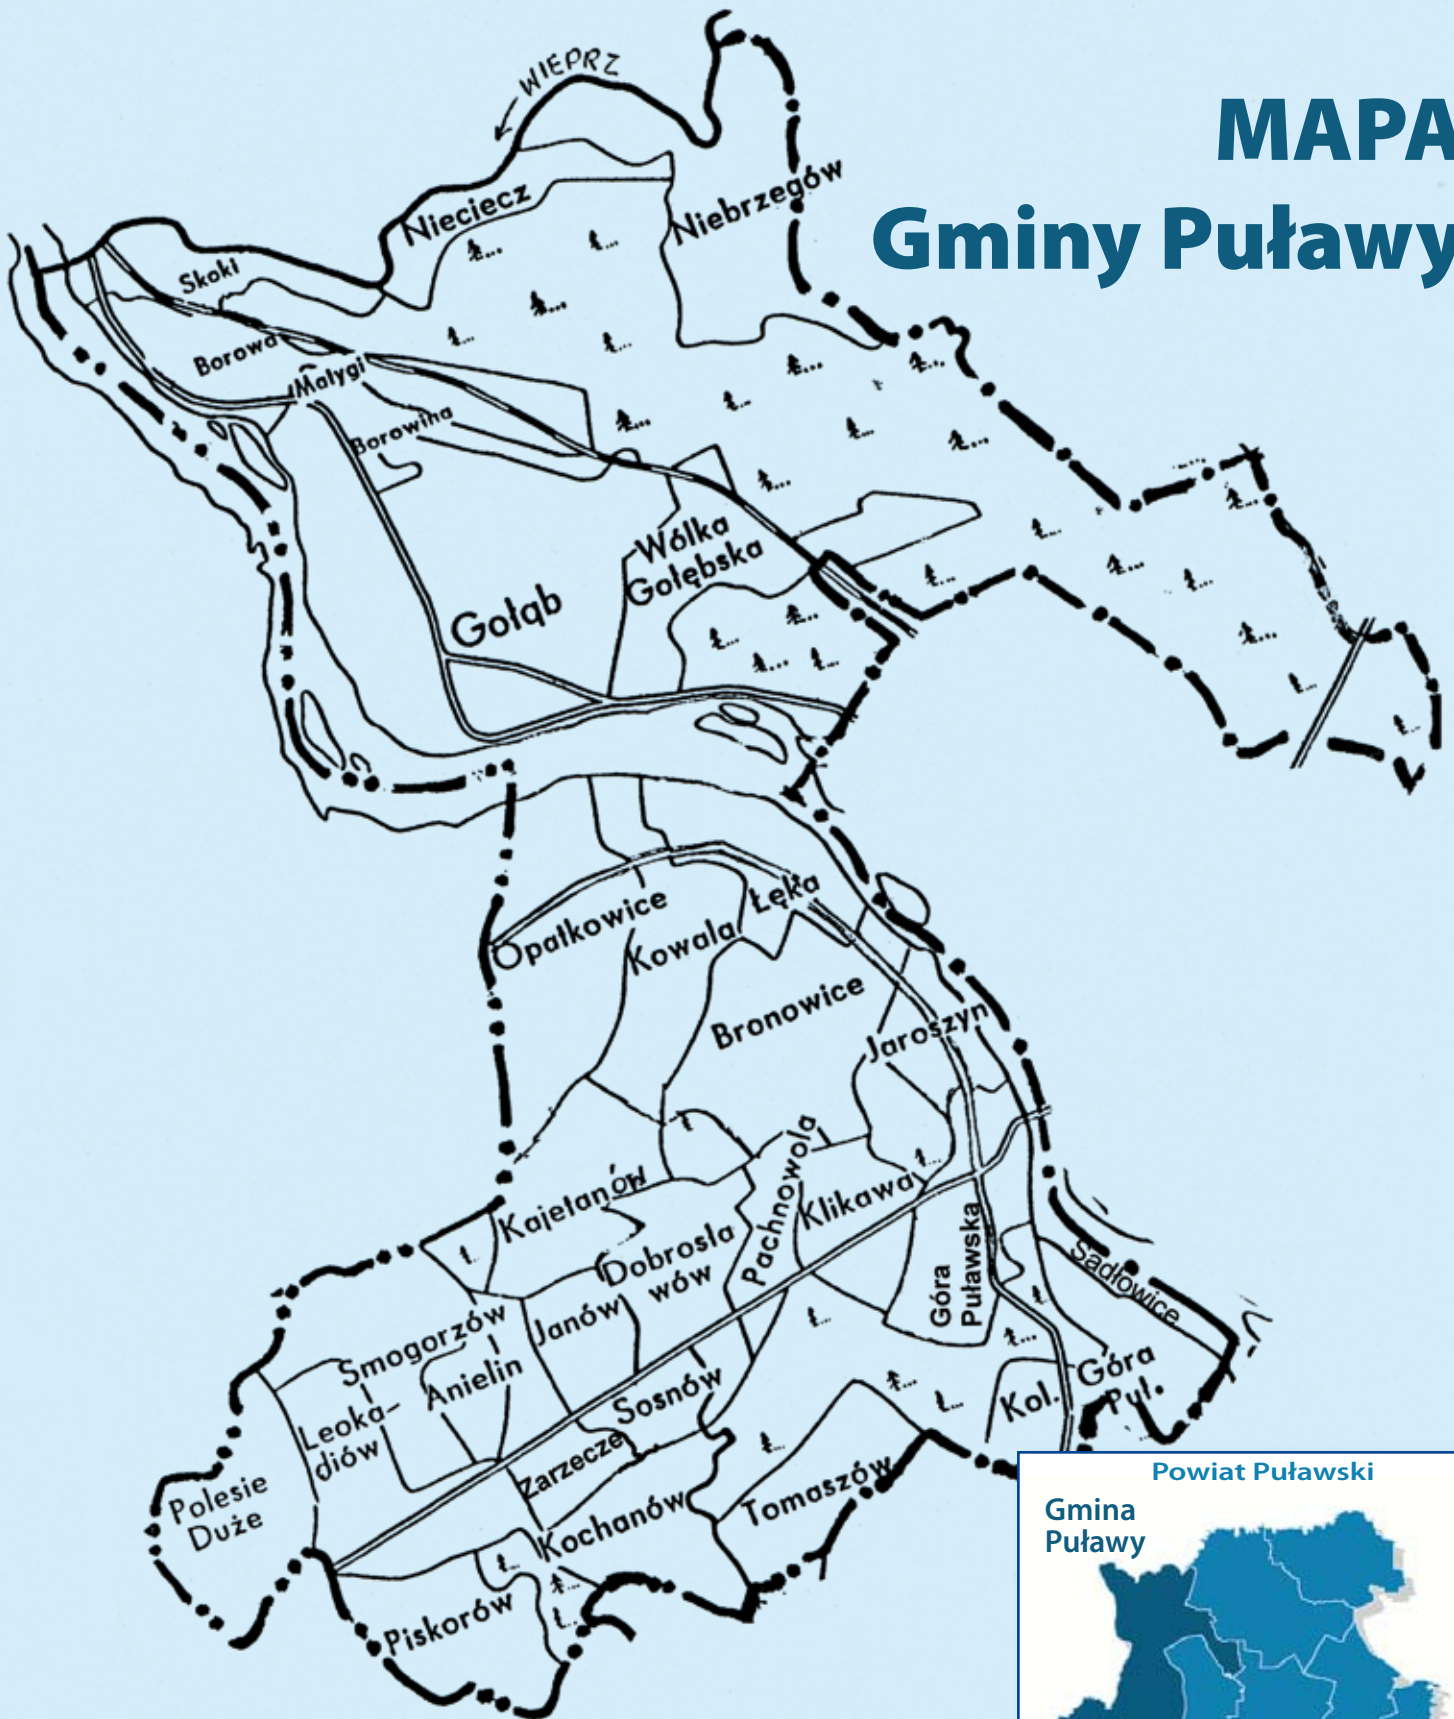 MAPA
Gminy Puławy
WIEPRZ
Nieciecz
Niebrzegów
Skoki
Borowa
Matygi
Borowina
Wólka
Gołębska
Gołąb
Łęka
Opatkowice
Kowala
Bronowice
Jaroszyn
Pachnowola
Kajetanów
Klikawa
Dobrosła
wów
Góra
Puławska
Sadłowice
Janów
Smogorzów
Anielin
Sosnów
Góra
Puł.
Kol.
Leoka-
diów
Zarzecze
Polesie
Duże
Kochanów
Tomaszów
Piskorów
Powiat Puławski
Gmina
Puławy